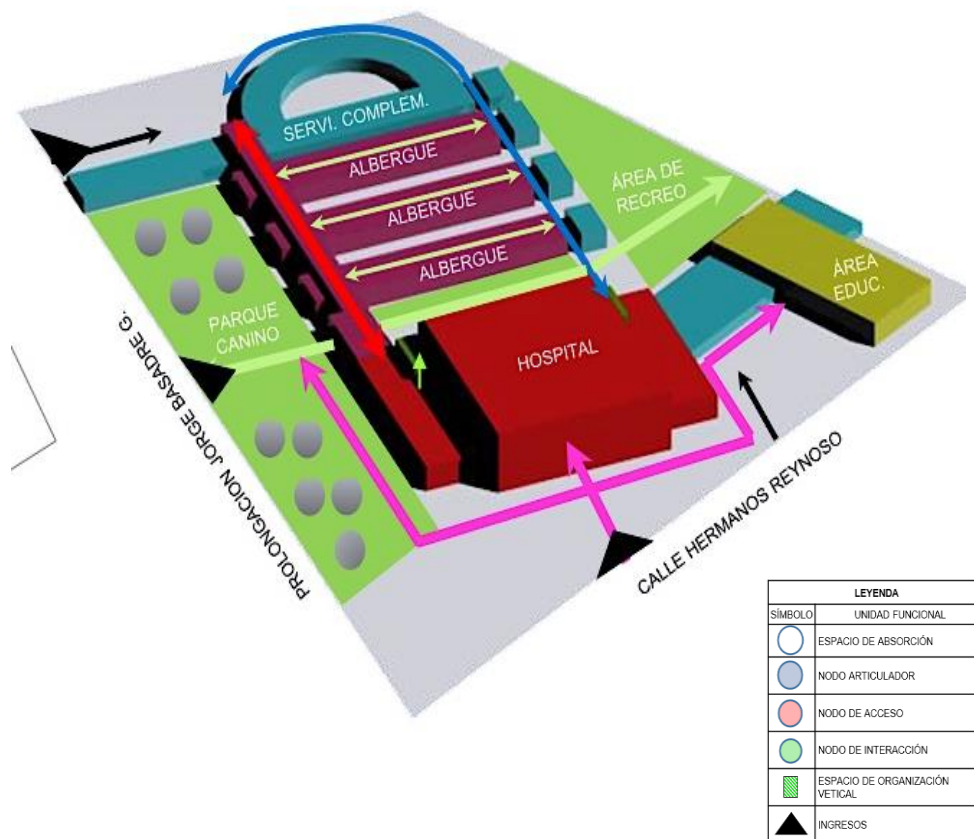 SERVI. COMPLEM.
ALBERGUE
ALBERGUE
ALBERGUE
ÁREA DE
RECREO
ÁREA
EDUC.
PARQUE
CANINO
HOSPITAL
PROLONGACION JORGE BASADRE G.
CALLE HERMANOS REYNOSO
LEYENDA
SÍMBOLO UNIDAD FUNCIONAL
ESPACIO DE ABSORCIÓN
NODO ARTICULADOR
NODO DE ACCESO
NODO DE INTERACCIÓN
ESPACIO DE ORGANIZACIÓN
VETICAL
INGRESOS